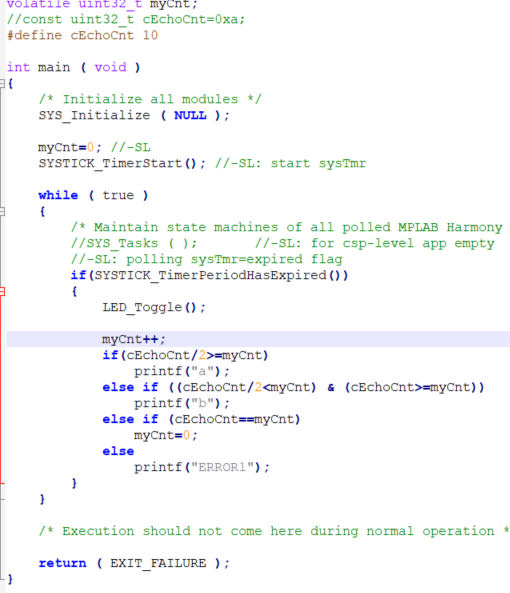 volatile uint32_t myCnt;
//const uint32_t cEchoCnt=0xa;
#define cEchoCnt 10
int main ( void )
{
/* Initialize all modules */
SYS_Initialize ( NULL );
myCnt=0; //-SL
SYSTICK_TimerStart(); //-SL: start sysTmr
while ( true )
{
/* Maintain state machines of all polled MPLAB Harmony
//SYS_Tasks ( ); //-SL: for csp-level app empty
//-SL: polling sysTmr=expired flag
if(SYSTICK_TimerPeriodHasExpired())
{
LED_Toggle();
myCnt++;
if(cEchoCnt/2>=myCnt)
printf("a");
else if ((cEchoCnt/2<myCnt) & (cEchoCnt>=myCnt))
printf("b");
else if (cEchoCnt==myCnt)
myCnt=0;
else
printf("ERROR1");
}
}
/* Execution should not come here during normal operation *
return ( EXIT_FAILURE );
}